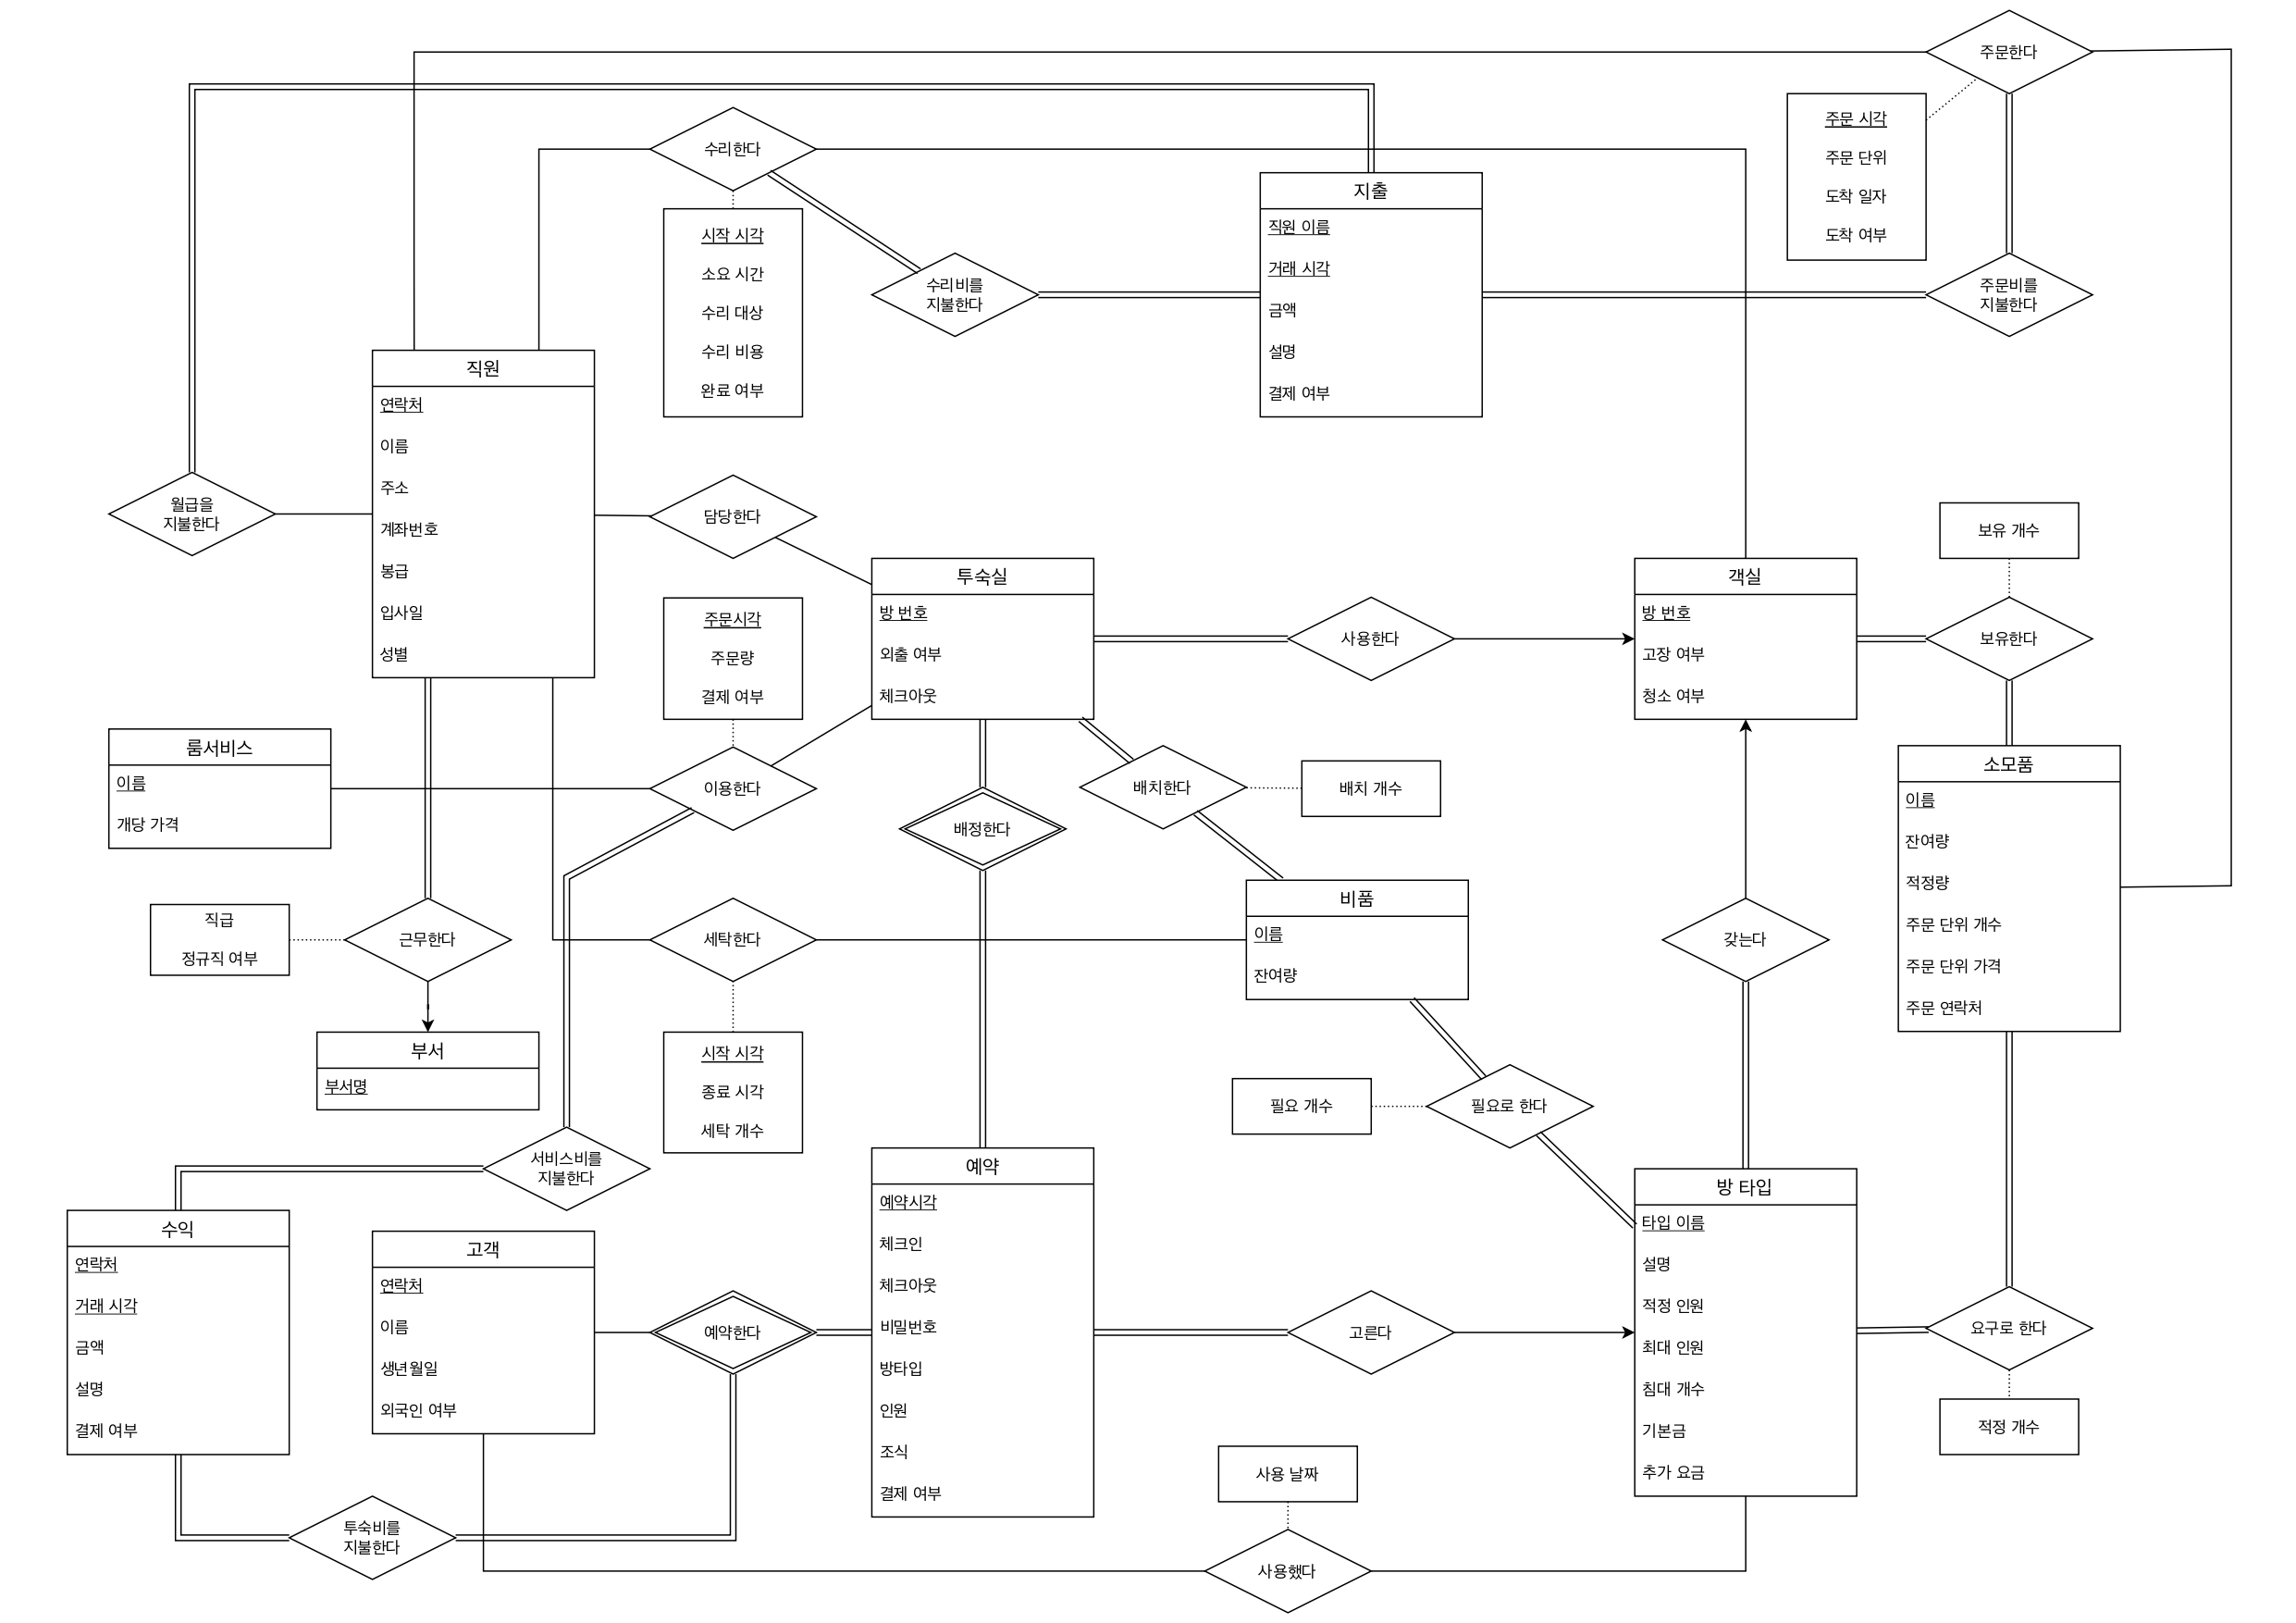 주문한다
주문 시각
주문 단위
도착 일자
도착 여부
수리한다
시작 시각
소요 시간
수리 대상
수리 비용
완료 여부
지출
직원 이름
거래 시각
금액
설명
결제 여부
수리비를
지불한다
주문비를
지불한다
직원
연락처
이름
주소
계좌번호
봉급
입사일
성별
월급을
지불한다
담당한다
투숙실
방 번호
외출 여부
체크아웃
사용한다
객실
방 번호
고장 여부
청소 여부
보유 개수
보유한다
주문시각
주문량
결제 여부
룸서비스
이름
개당 가격
이용한다
배정한다
배치한다
배치 개수
소모품
이름
잔여량
적정량
주문 단위 개수
주문 단위 가격
주문 연락처
직급
정규직 여부
근무한다
세탁한다
비품
이름
잔여량
갖는다
부서
부서명
시작 시각
종료 시각
세탁 개수
필요 개수
필요로 한다
서비스비를
지불한다
수익
연락처
거래 시각
금액
설명
결제 여부
고객
연락처
이름
생년월일
외국인 여부
예약한다
예약
예약시각
체크인
체크아웃
비밀번호
방타입
인원
조식
결제 여부
고른다
방 타입
타입 이름
설명
적정 인원
최대 인원
침대 개수
기본금
추가 요금
요구로 한다
적정 개수
사용 날짜
투숙비를
지불한다
사용했다